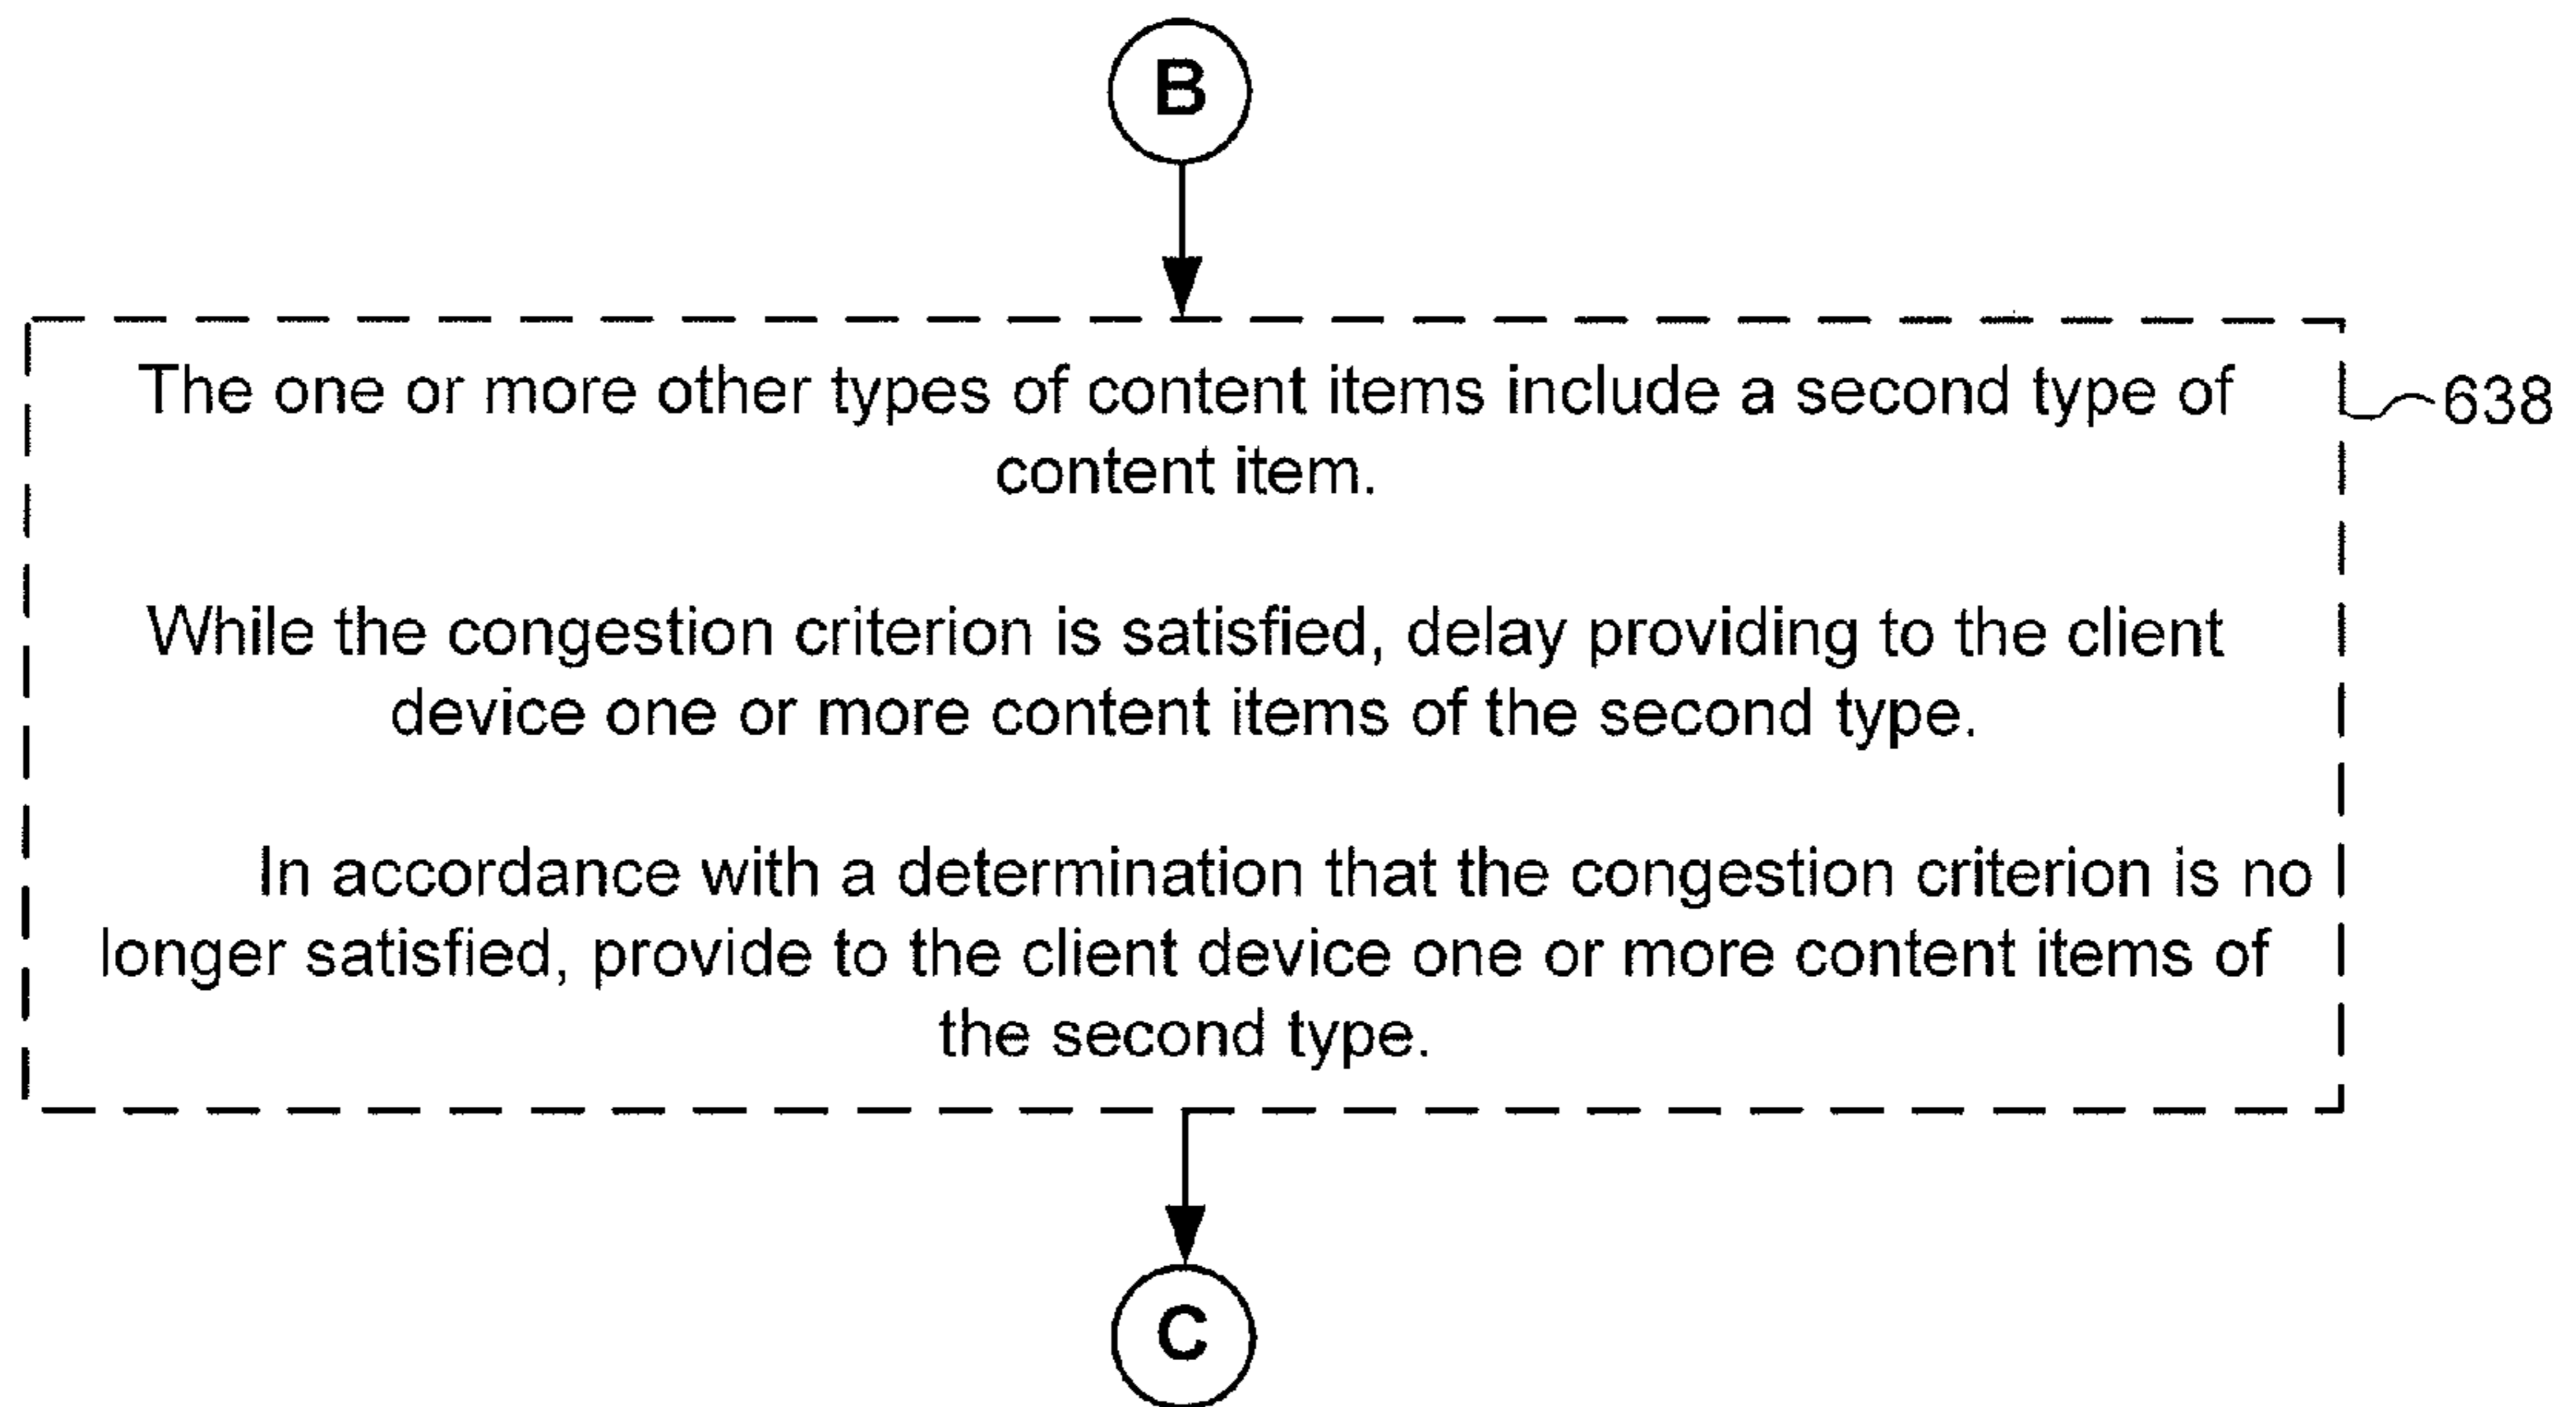 B
The one or more other types of content items include a second type of
content item.
638
While the congestion criterion is satisfied, delay providing to the client
device one or more content items of the second type.
In accordance with a determination that the congestion criterion is no
longer satisfied, provide to the client device one or more content items of
the second type.
C